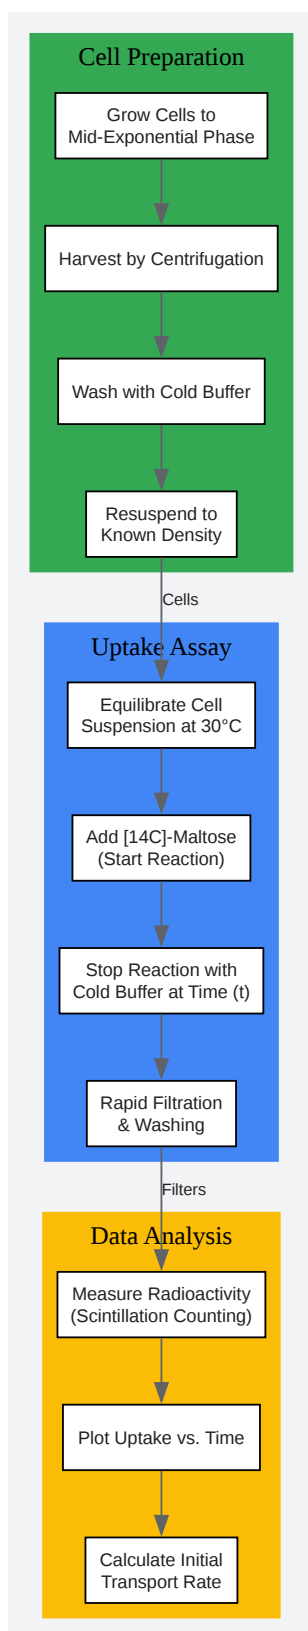 Cell Preparation
Grow Cells to
Mid-Exponential Phase
Harvest by Centrifugation
Wash with Cold Buffer
Resuspend to
Known Density
Cells
Uptake Assay
Equilibrate Cell
Suspension at 30°C
Add [14C]-Maltose
(Start Reaction)
Stop Reaction with
Cold Buffer at Time (t)
Rapid Filtration
& Washing
Filters
Data Analysis
Measure Radioactivity
(Scintillation Counting)
Plot Uptake vs. Time
Calculate Initial
Transport Rate